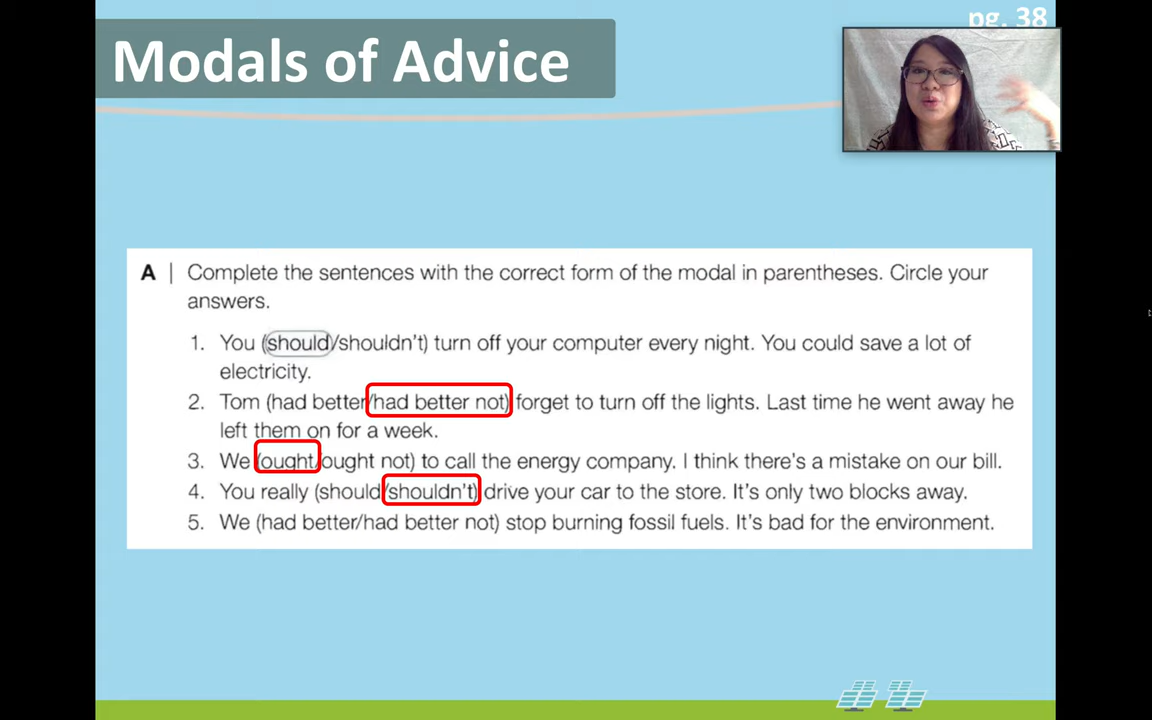 pg. 38
Modals of Advice
A | Complete the sentences with the correct form of the modal in parentheses. Circle your
answers.
1. You (should/shouldn't) turn off your computer every night. You could save a lot of
electricity.
2. Tom (had better/had better not) forget to turn off the lights. Last time he went away he
left them on for a week.
3. We (ought/ought not) to call the energy company. I think there's a mistake on our bill.
4. You really (should/shouldn't) drive your car to the store. It's only two blocks away.
5. We (had better/had better not) stop burning fossil fuels. It's bad for the environment.